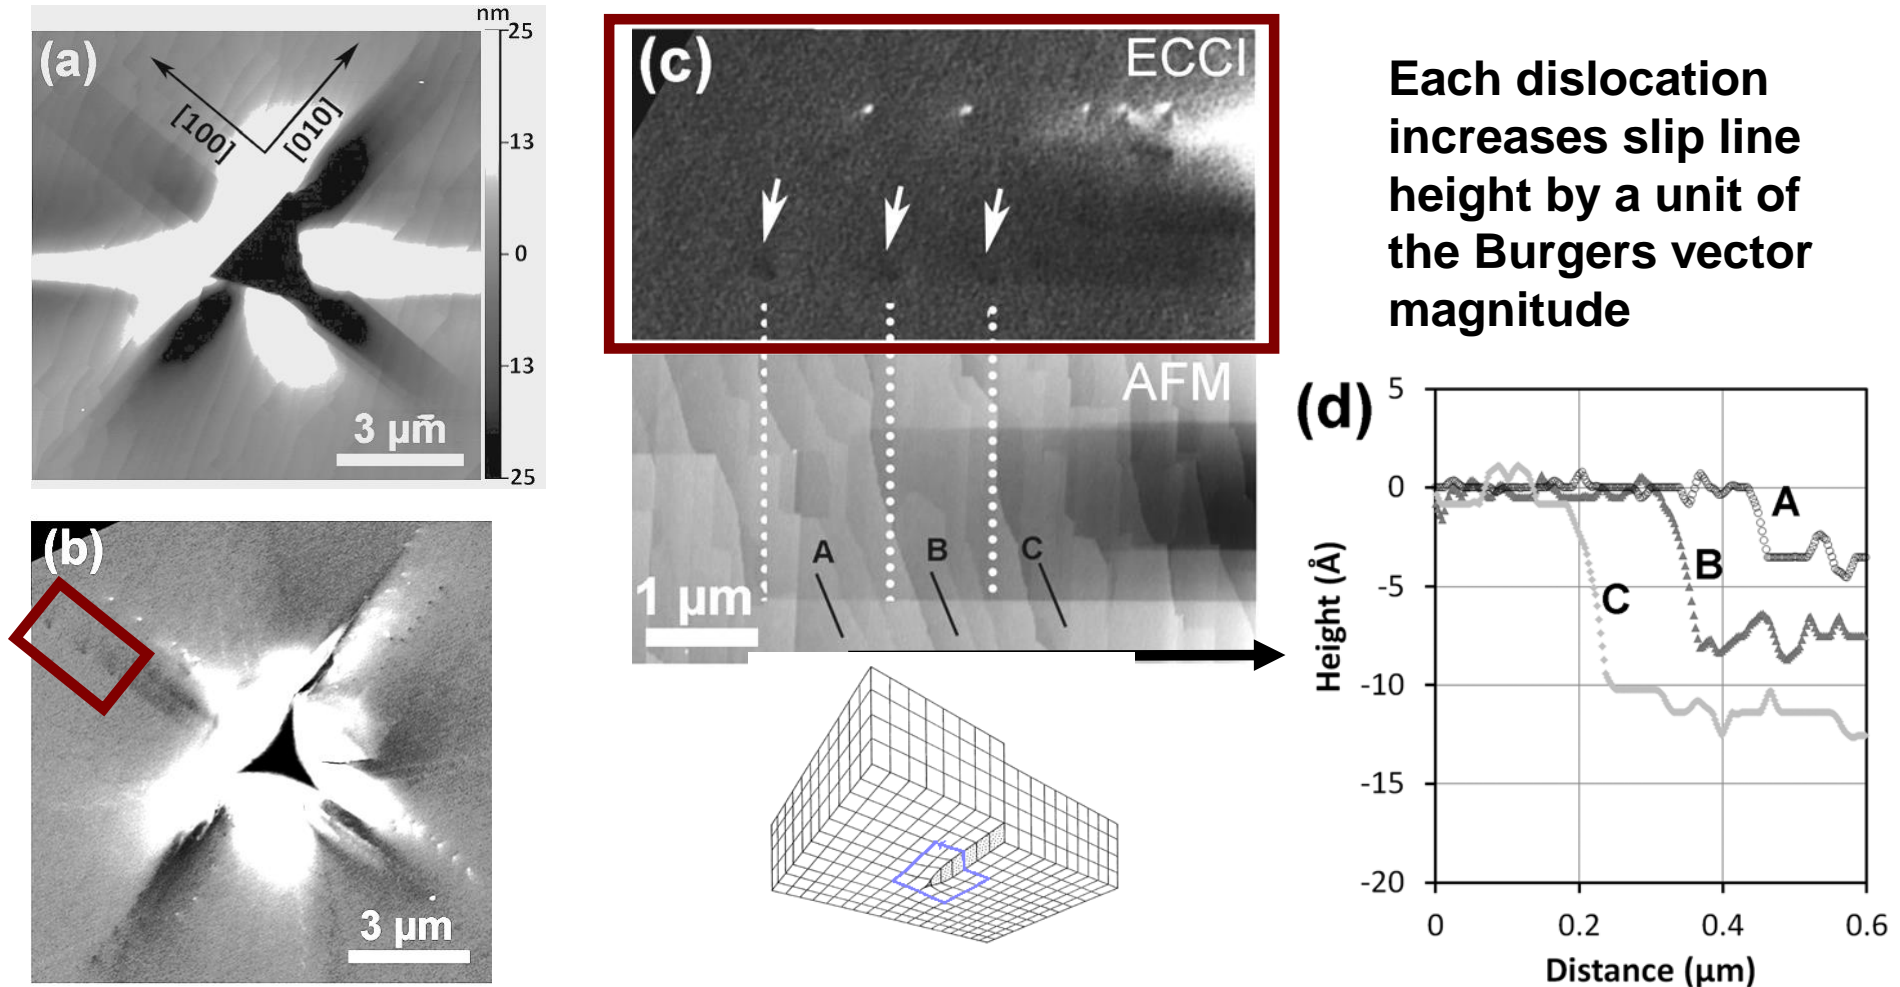 (a)
[100]
[010]
nm
25
13
0
-13
-25
3 µm
(b)
3 µm
(c)
ECCI
AFM
A
B
C
1 µm
Each dislocation
increases slip line
height by a unit of
the Burgers vector
magnitude
(d)
5
0
-5
-10
-15
-20
Height (Å)
A
B
C
0
0.2
0.4
0.6
Distance (µm)